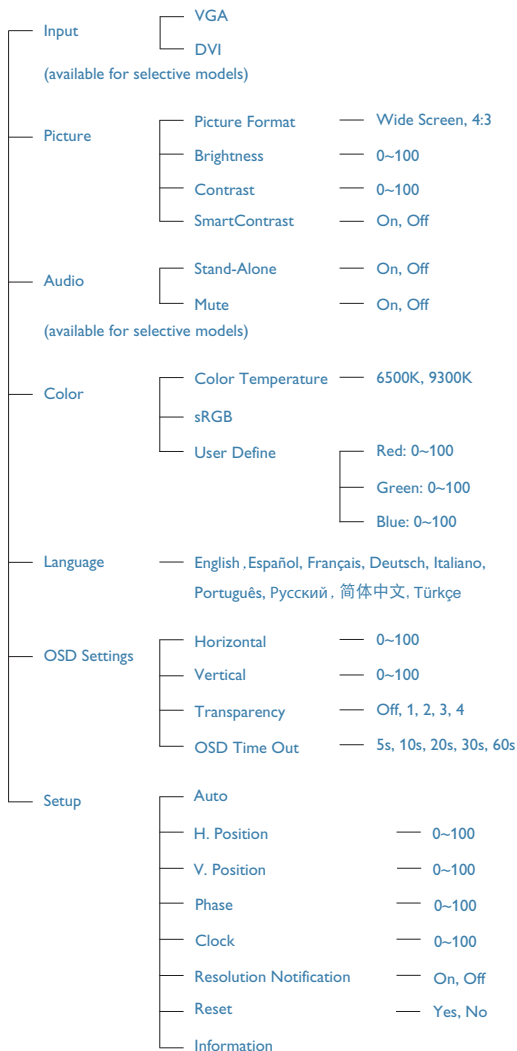 Input
VGA
DVI
(available for selective models)
Picture
Picture Format
Wide Screen, 4:3
Brightness
0~100
Contrast
0~100
SmartContrast
On, Off
Audio
Stand-Alone
On, Off
Mute
On, Off
(available for selective models)
Color
Color Temperature
6500K, 9300K
sRGB
User Define
Red: 0~100
Green: 0~100
Blue: 0~100
Language
English , Español, Français, Deutsch, Italiano,
Português, Русский , 简体中文, Türkçe
OSD Settings
Horizontal
0~100
Vertical
0~100
Transparency
Off, 1, 2, 3, 4
OSD Time Out
5s, 10s, 20s, 30s, 60s
Setup
Auto
H. Position
0~100
V. Position
0~100
Phase
0~100
Clock
0~100
Resolution Notification
On, Off
Reset
Yes, No
Information